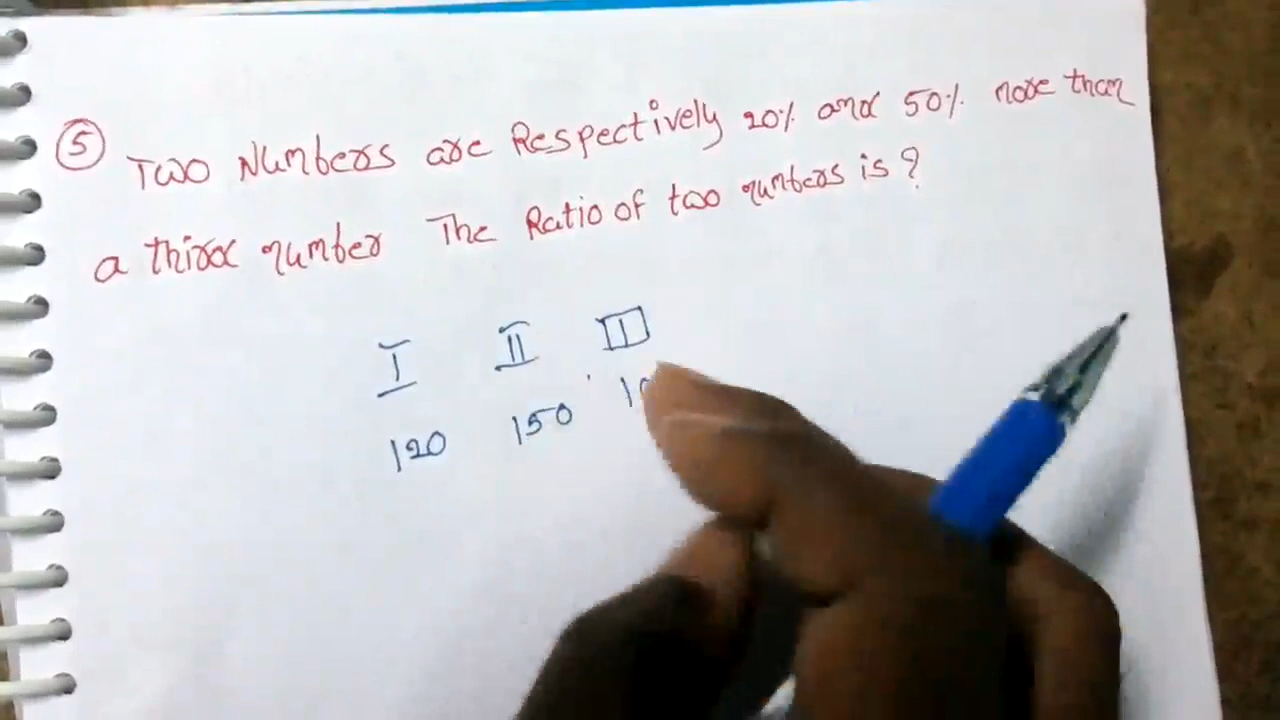 ⑤ Two Numbers are Respectively 20% and 50% more than
a third number The Ratio of two numbers is ?
I II III
120 150